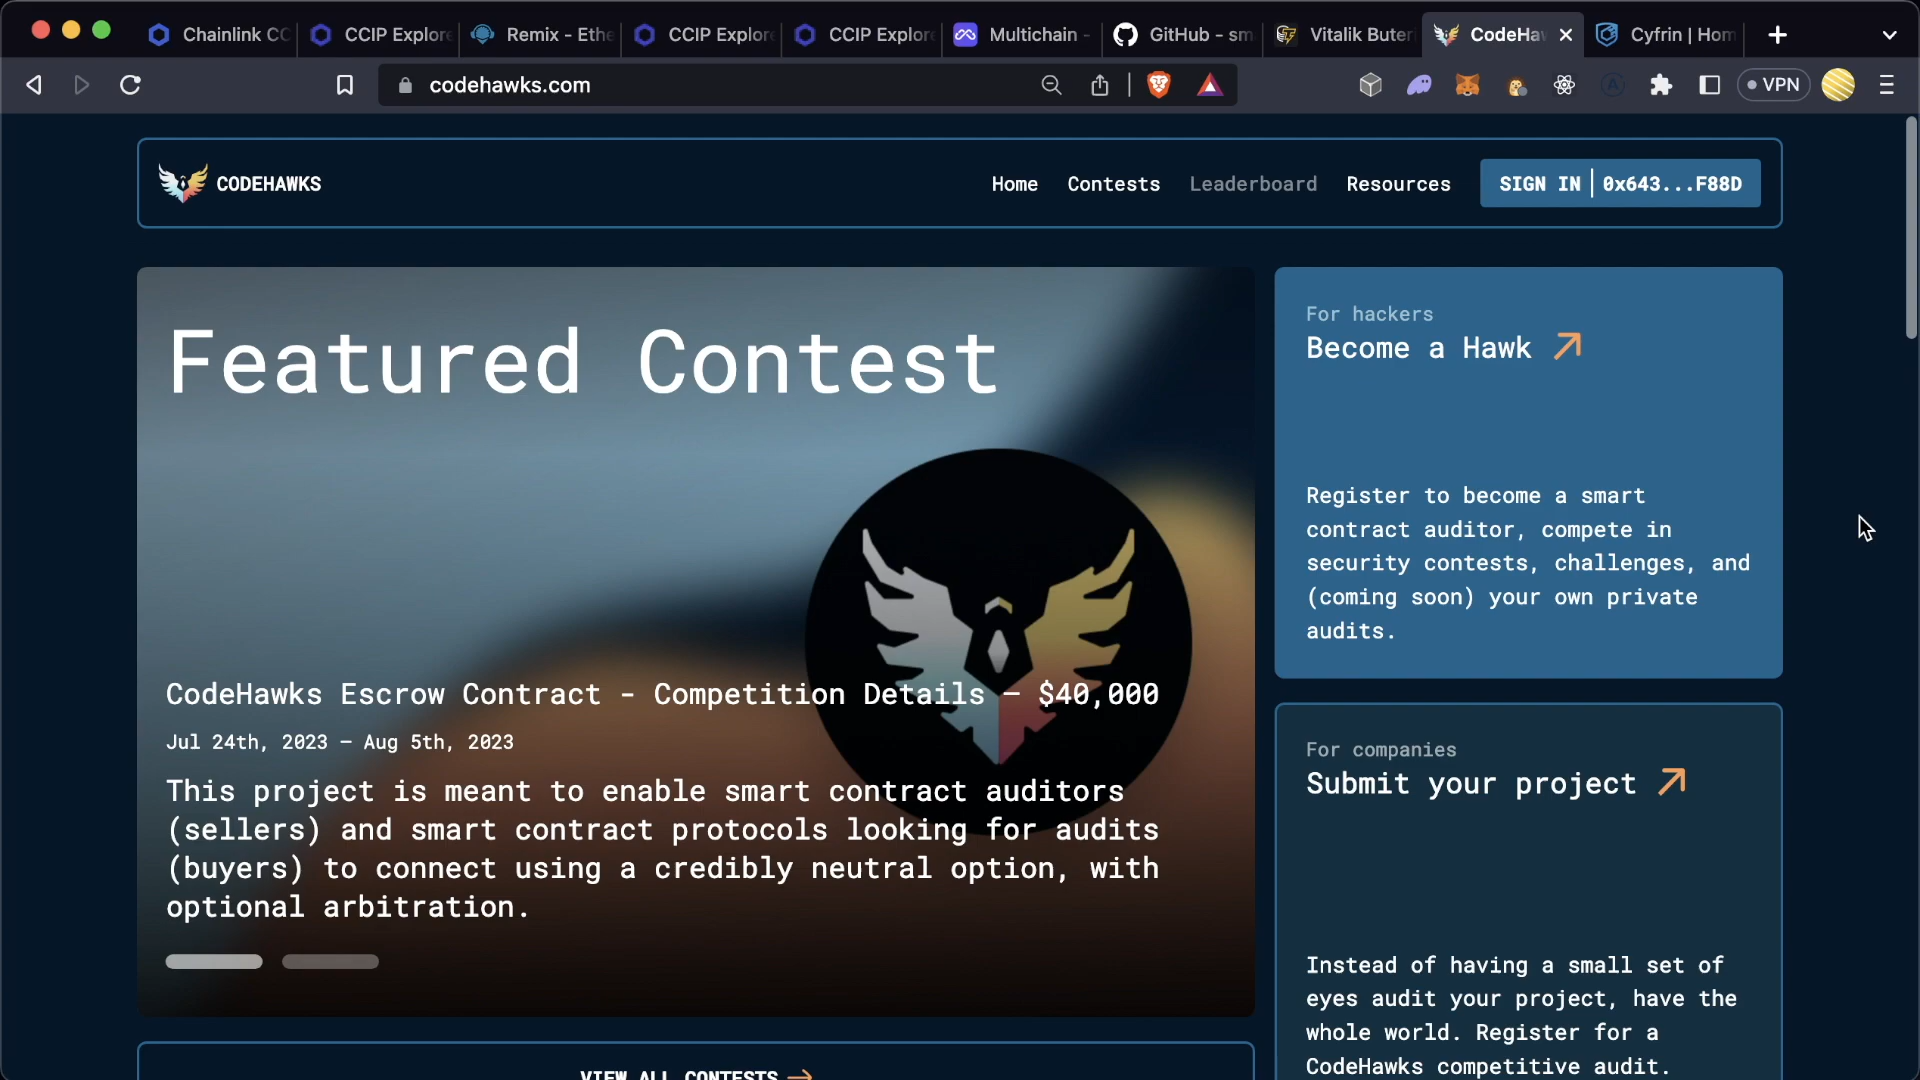 Chainlink CC
CCIP Explore
Remix - Ethe
CCIP Explore
CCIP Explore
Multichain -
GitHub - sm
Vitalik Buteri
CodeHaw
Cyfrin | Hom
codehawks.com
VPN
CODEHAWKS
Home
Contests
Leaderboard
Resources
SIGN IN | 0x643...F88D
Featured Contest
CodeHawks Escrow Contract - Competition Details — $40,000
Jul 24th, 2023 — Aug 5th, 2023
This project is meant to enable smart contract auditors
(sellers) and smart contract protocols looking for audits
(buyers) to connect using a credibly neutral option, with
optional arbitration.
VIEW ALL CONTESTS
For hackers
Become a Hawk
Register to become a smart
contract auditor, compete in
security contests, challenges, and
(coming soon) your own private
audits.
For companies
Submit your project
Instead of having a small set of
eyes audit your project, have the
whole world. Register for a
CodeHawks competitive audit.